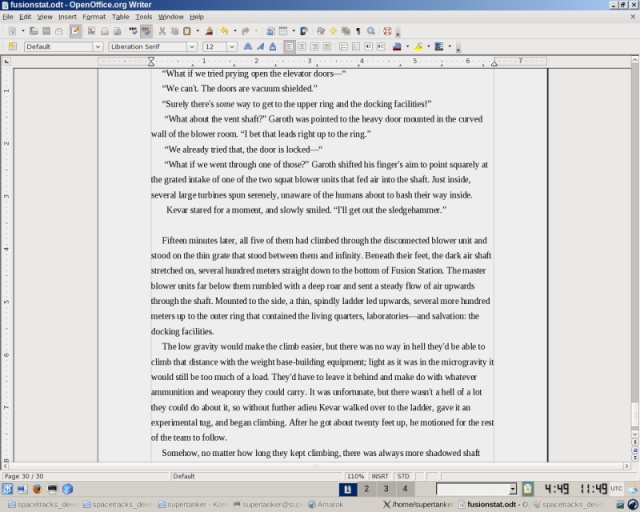 fusionstat.odt - OpenOffice.org Writer
File Edit View Insert Format Table Tools Window Help
Default Liberation Serif 12
1 2 3 4 5 6 7
“What if we tried prying open the elevator doors—“
“We can't. The doors are vacuum shielded.”
“Surely there's some way to get to the upper ring and the docking facilities!”
“What about the vent shaft?” Garoth was pointed to the heavy door mounted in the curved
wall of the blower room. “I bet that leads right up to the ring.”
“We already tried that, the door is locked—“
“What if we went through one of those?” Garoth shifted his finger's aim to point squarely at
the grated intake of one of the two squat blower units that fed air into the shaft. Just inside,
several large turbines spun serenely, unaware of the humans about to bash their way inside.
Kevar stared for a moment, and slowly smiled. “I'll get out the sledgehammer.”
Fifteen minutes later, all five of them had climbed through the disconnected blower unit and
stood on the thin grate that stood between them and infinity. Beneath their feet, the dark air shaft
stretched on, several hundred meters straight down to the bottom of Fusion Station. The master
blower units far below them rumbled with a deep roar and sent a steady flow of air upwards
through the shaft. Mounted to the side, a thin, spindly ladder led upwards, several more hundred
meters up to the outer ring that contained the living quarters, laboratories—and salvation: the
docking facilities.
The low gravity would make the climb easier, but there was no way in hell they'd be able to
climb that distance with the weight base-building equipment; light as it was in the microgravity it
would still be too much of a load. They'd have to leave it behind and make do with whatever
ammunition and weaponry they could carry. It was unfortunate, but there wasn't a hell of a lot
they could do about it, so without further adieu Kevar walked over to the ladder, gave it an
experimental tug, and began climbing. After he got about twenty feet up, he motioned for the rest
of the team to follow.
Somehow, no matter how long they kept climbing, there was always more shadowed shaft
Page 30 / 30 Default 110% INSRT STD
2 3 4 4:49 11:49 UTC
spacetracks_dev spacetracks_dev supertanker - Kon supertanker@sup Amarok /home/supertanker fusionstat.odt - O spacetracks_dev